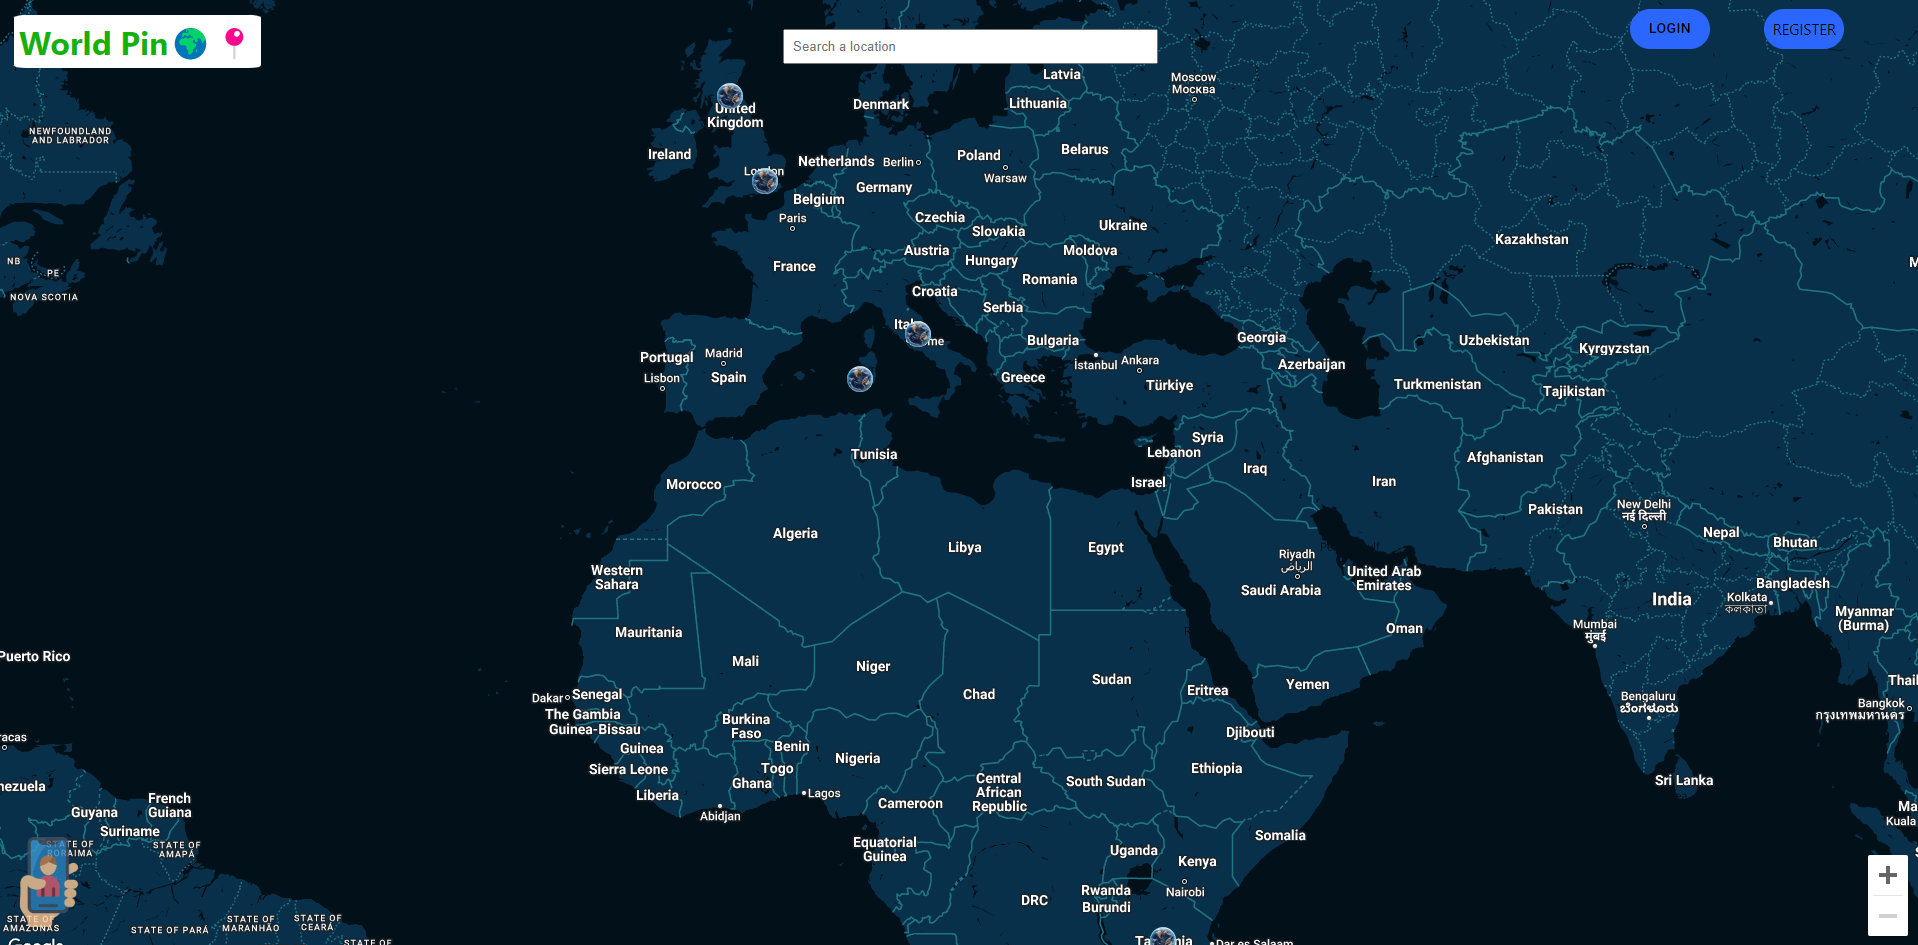 World Pin
Search a location
LOGIN
REGISTER
Latvia
Moscow
Москва
Lithuania
Denmark
United
Kingdom
NEWFOUNDLAND
AND LABRADOR
Ireland
Netherlands
Berlin
Poland
Belarus
Warsaw
London
Germany
Belgium
Paris
Czechia
Slovakia
Ukraine
Kazakhstan
Austria
Hungary
Moldova
France
Romania
NB
PE
NOVA SCOTIA
Croatia
Serbia
Bulgaria
Georgia
Uzbekistan
Kyrgyzstan
Portugal
Madrid
Spain
Lisbon
İstanbul
Ankara
Azerbaijan
Greece
Türkiye
Turkmenistan
Tajikistan
Syria
Lebanon
Tunisia
Iraq
Afghanistan
Morocco
Israel
Iran
Pakistan
New Delhi
नई दिल्ली
Algeria
Libya
Egypt
Nepal
Bhutan
Riyadh
الرياض
Western
Sahara
United Arab
Emirates
Saudi Arabia
Bangladesh
India
Kolkata
কলকাতা
Myanmar
(Burma)
Mumbai
मुंबई
Mauritania
Oman
Puerto Rico
Mali
Niger
Chad
Sudan
Eritrea
Yemen
Dakar
Senegal
Bengaluru
ಬೆಂಗಳೂರು
Bangkok
กรุงเทพมหานคร
The Gambia
Guinea-Bissau
Burkina
Faso
Djibouti
Guinea
Benin
Nigeria
Sierra Leone
Togo
Ghana
Ethiopia
South Sudan
Central
African
Republic
Sri Lanka
Liberia
Lagos
Cameroon
Abidjan
French
Guiana
Guyana
Suriname
STATE OF
RORAIMA
STATE OF
AMAPÁ
Equatorial
Guinea
Somalia
Uganda
Kenya
Nairobi
DRC
Rwanda
Burundi
STATE OF
AMAZONAS
STATE OF PARÁ
STATE OF
MARANHÃO
STATE OF
CEARÁ
STATE OF
Google
Tanzania
Dar es Salaam